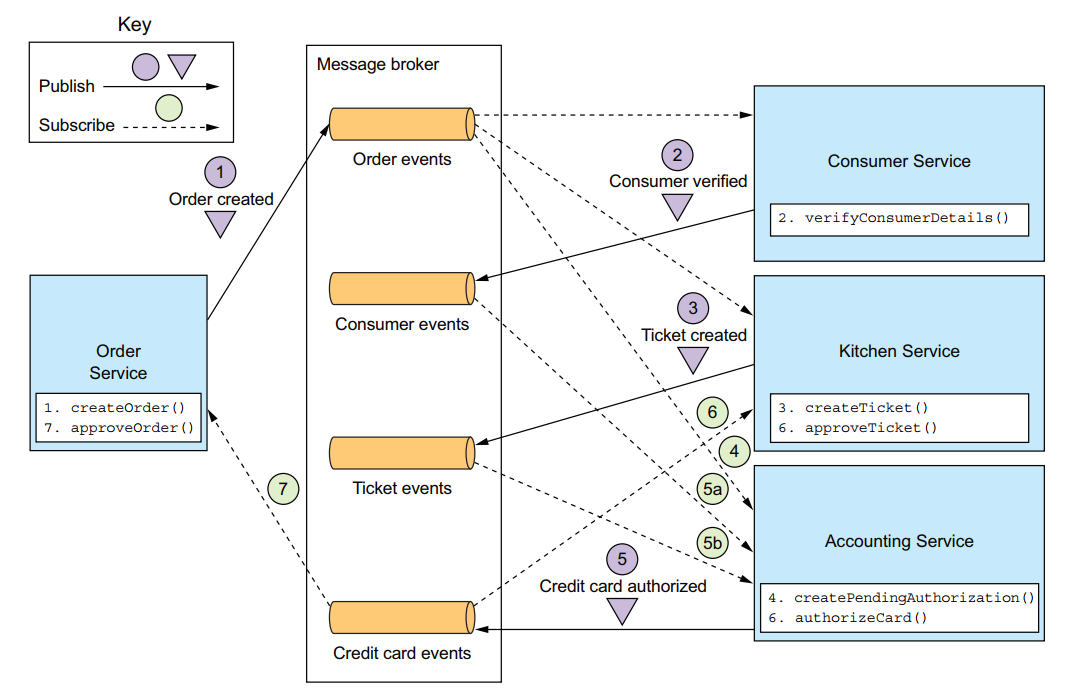 Key
Publish
Subscribe
Message broker
Order events
1
Order created
2
Consumer verified
Consumer Service
2. verifyConsumerDetails()
Consumer events
3
Ticket created
Order
Service
1. createOrder()
7. approveOrder()
Kitchen Service
3. createTicket()
6. approveTicket()
6
4
5a
5b
Ticket events
7
5
Credit card authorized
Accounting Service
4. createPendingAuthorization()
6. authorizeCard()
Credit card events